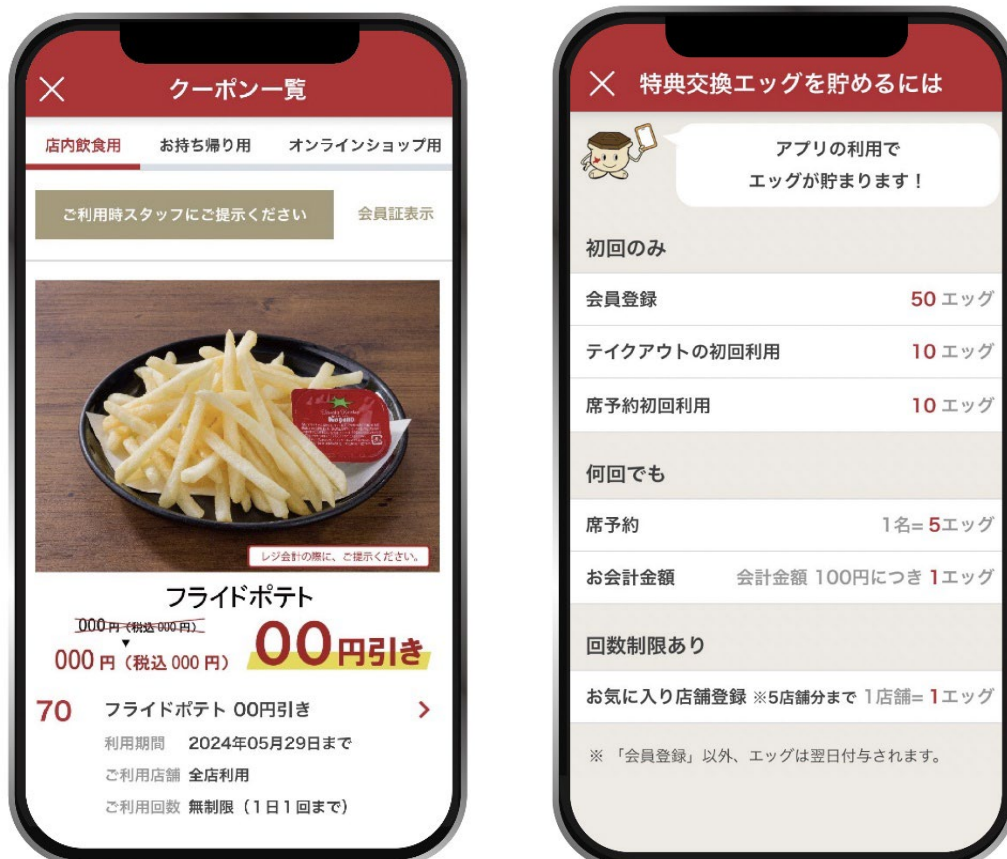 クーポン一覧
店内飲食用 お持ち帰り用 オンラインショップ用
ご利用時スタッフにご提示ください 会員証表示
レジ会計の際に、ご提示ください。
フライドポテト
000円(税込000円)
▼
000円(税込000円) 00円引き
70 フライドポテト 00円引き
利用期間 2024年05月29日まで
ご利用店舗 全店利用
ご利用回数 無制限(1日1回まで)
特典交換エッグを貯めるには
アプリの利用で
エッグが貯まります!
初回のみ
会員登録 50 エッグ
テイクアウトの初回利用 10 エッグ
席予約初回利用 10 エッグ
何回でも
席予約 1名= 5エッグ
お会計金額 会計金額 100円につき 1エッグ
回数制限あり
お気に入り店舗登録 ※5店舗分まで 1店舗= 1エッグ
※ 「会員登録」以外、エッグは翌日付与されます。